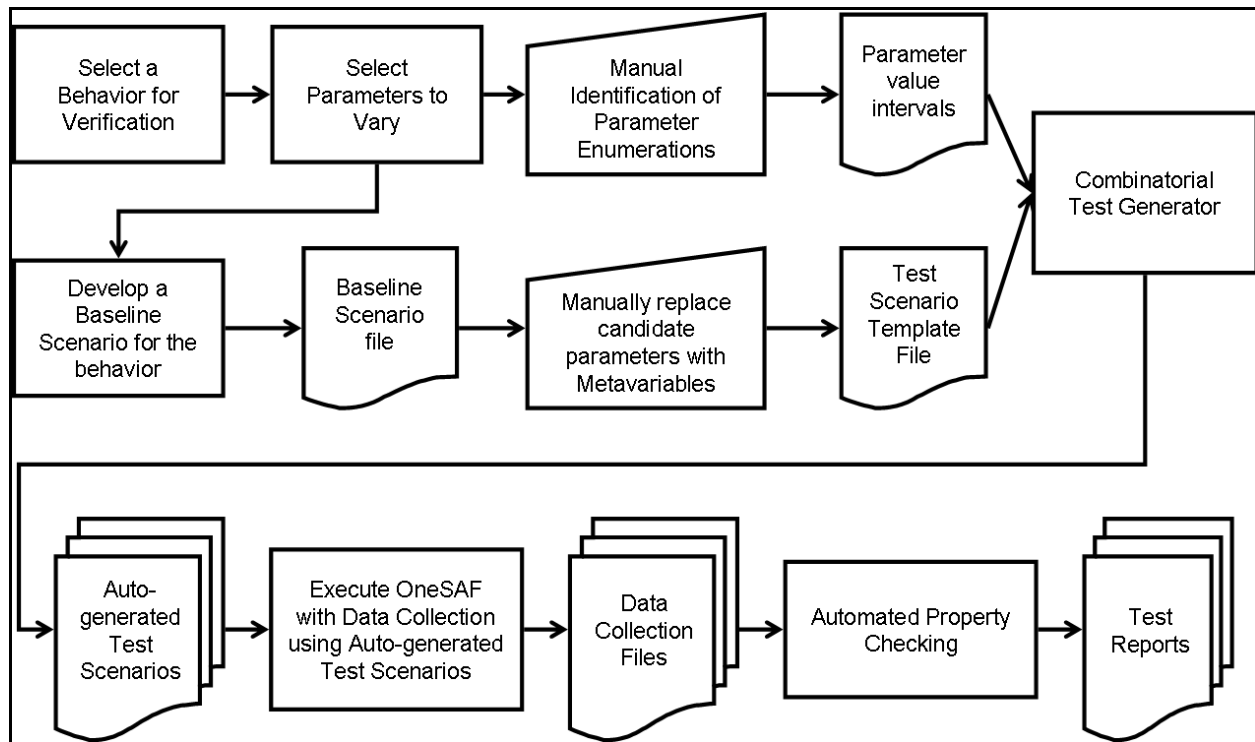 Select a
Behavior for
Verification
Select
Parameters to
Vary
Manual
Identification of
Parameter
Enumerations
Parameter
value
intervals
Combinatorial
Test Generator
Develop a
Baseline
Scenario for the
behavior
Baseline
Scenario
file
Manually replace
candidate
parameters with
Metavariables
Test
Scenario
Template
File
Auto-
generated
Test
Scenarios
Execute OneSAF
with Data Collection
using Auto-generated
Test Scenarios
Data
Collection
Files
Automated Property
Checking
Test
Reports